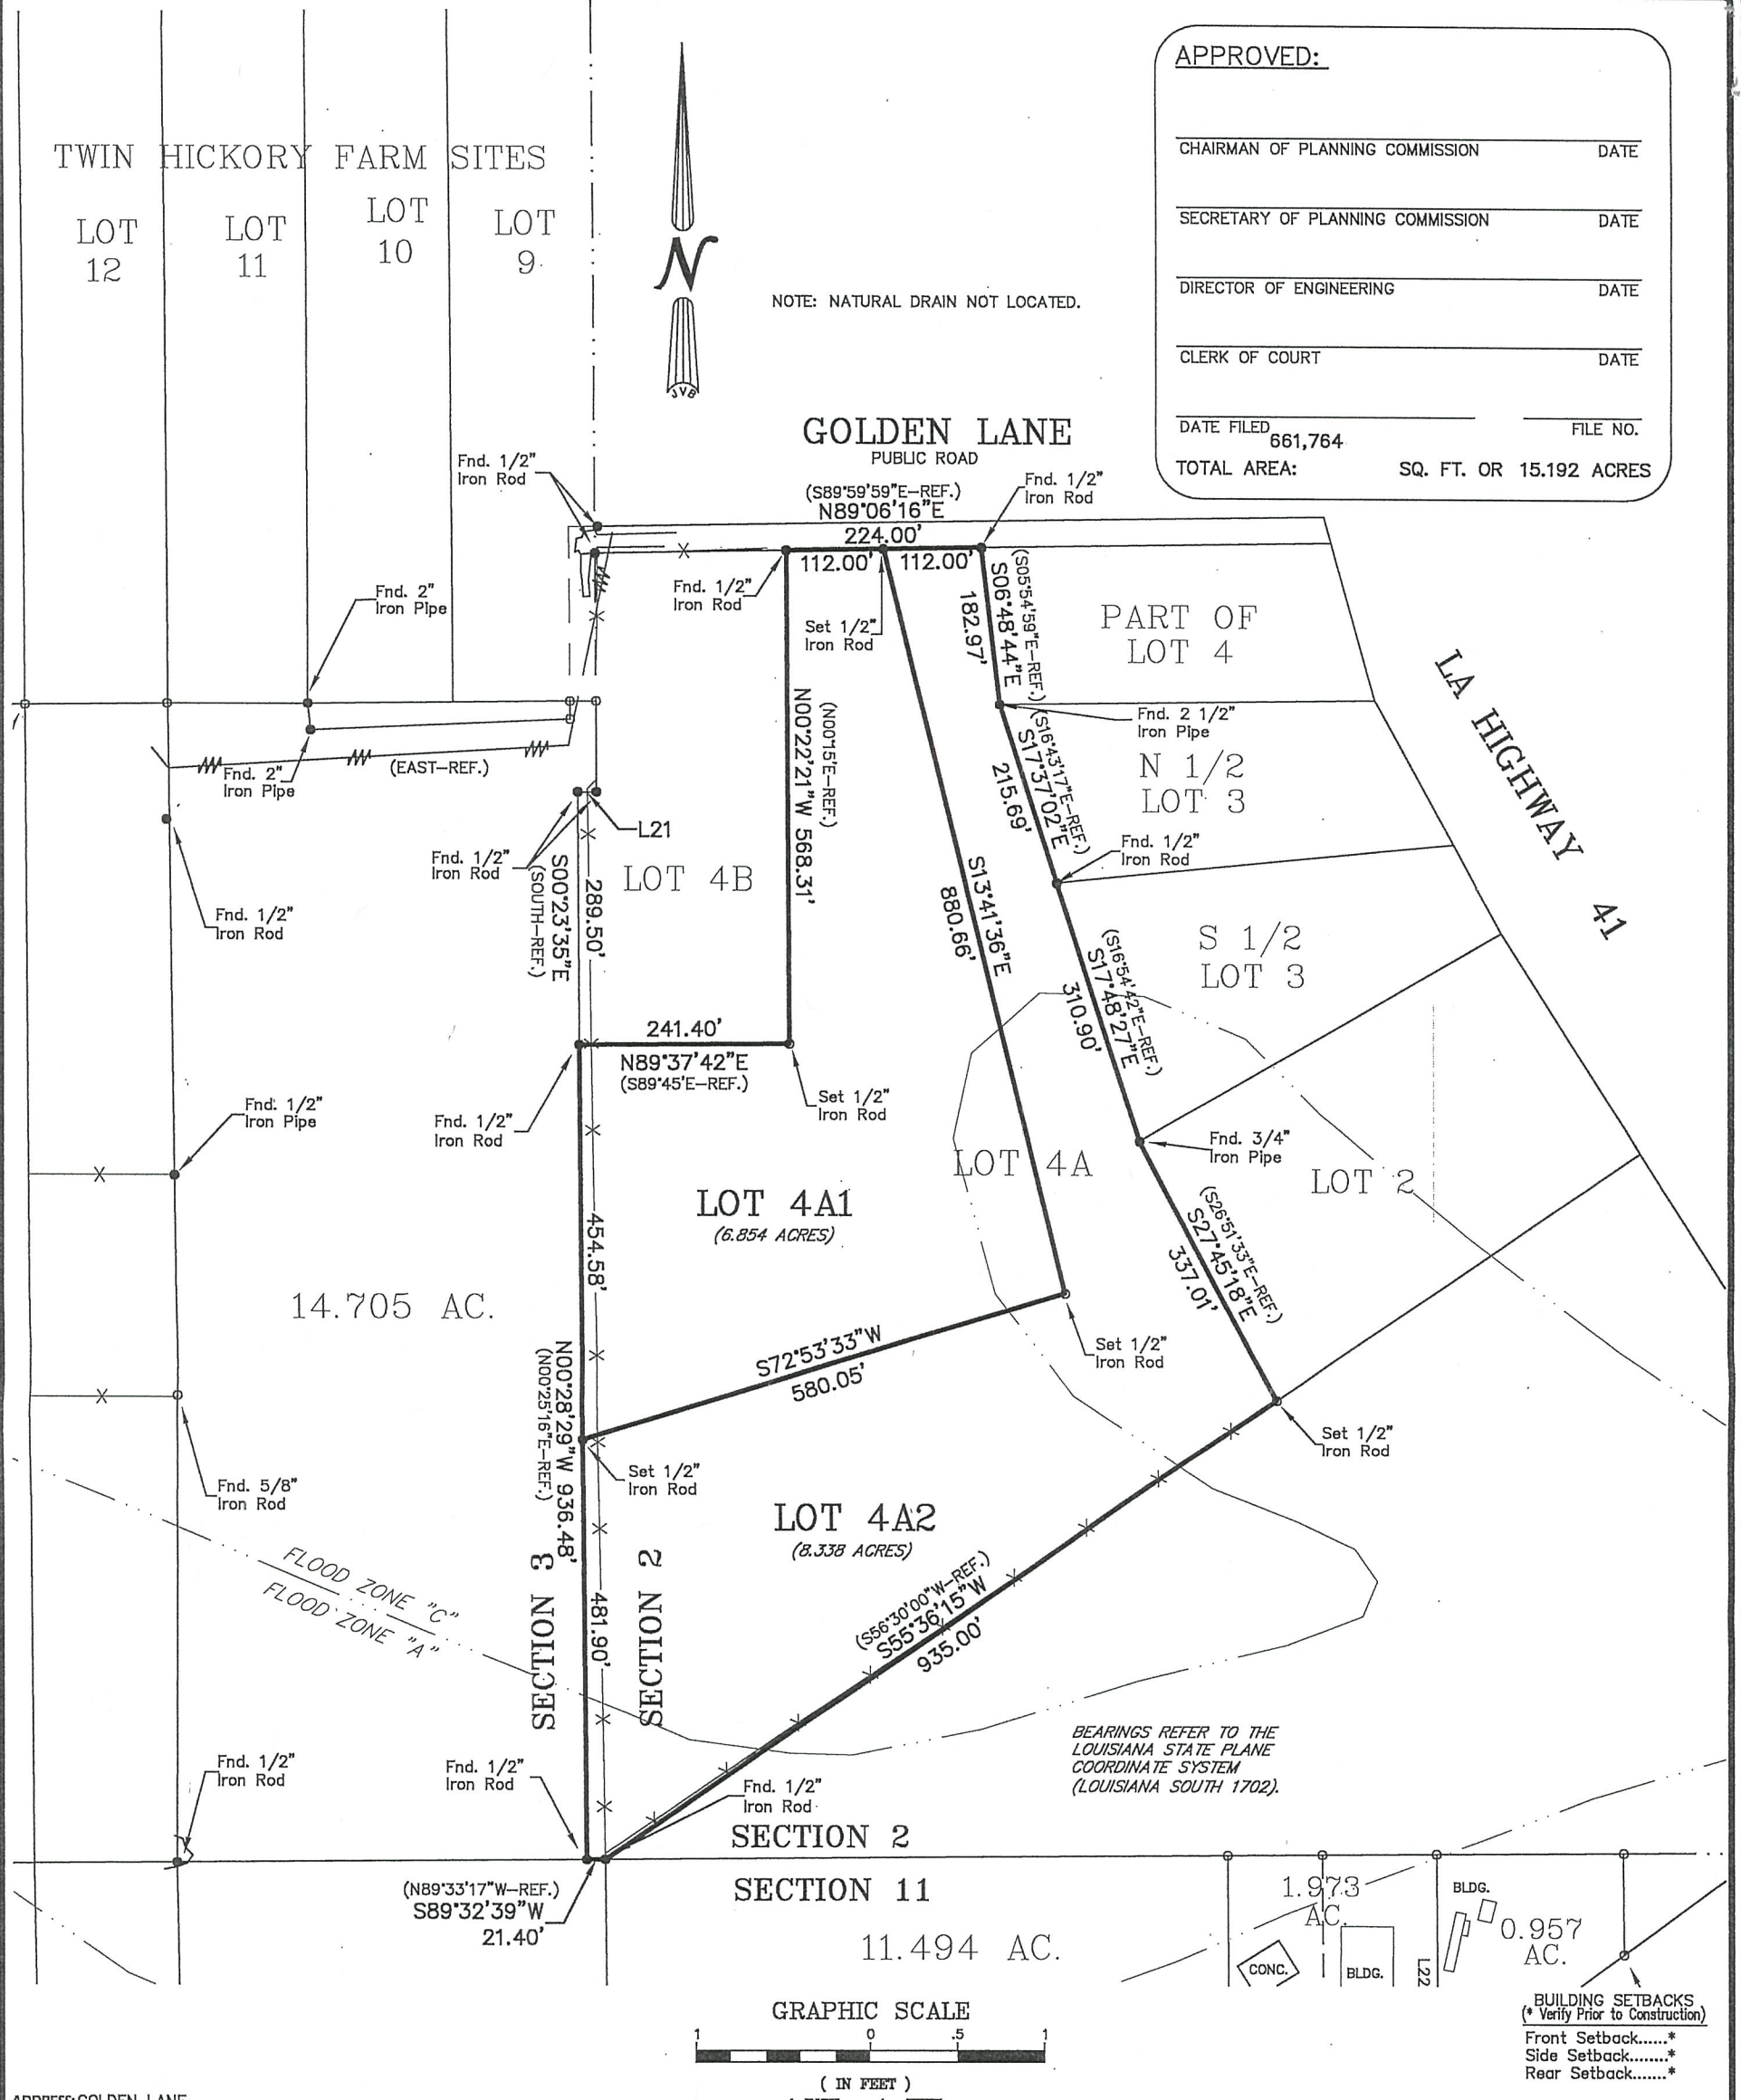 APPROVED:
CHAIRMAN OF PLANNING COMMISSION DATE
SECRETARY OF PLANNING COMMISSION DATE
DIRECTOR OF ENGINEERING DATE
CLERK OF COURT DATE
DATE FILED FILE NO.
661,764
TOTAL AREA: SQ. FT. OR 15.192 ACRES
TWIN HICKORY FARM SITES
LOT
12
LOT
11
LOT
10
LOT
9
N
JVB
NOTE: NATURAL DRAIN NOT LOCATED.
GOLDEN LANE
PUBLIC ROAD
(S89°59'59"E-REF.)
N89°06'16"E
224.00'
112.00' 112.00'
Fnd. 1/2"
Iron Rod
Fnd. 1/2"
Iron Rod
Fnd. 1/2"
Iron Rod
Set 1/2"
Iron Rod
Fnd. 2"
Iron Pipe
Fnd. 2"
Iron Pipe
(EAST-REF.)
(S05°54'59"E-REF.)
S06°48'44"E
182.97'
PART OF
LOT 4
Fnd. 2 1/2"
Iron Pipe
(S16°43'17"E-REF.)
S17°37'02"E
215.69'
N 1/2
LOT 3
LA HIGHWAY 41
Fnd. 1/2"
Iron Rod
(N00°15'E-REF.)
N00°22'21"W 568.31'
L21
Fnd. 1/2"
Iron Rod
LOT 4B
289.50'
S00°23'35"E
(SOUTH-REF.)
Fnd. 1/2"
Iron Rod
S13°41'36"E
880.66'
(S16°54'42"E-REF.)
S17°48'27"E
310.90'
S 1/2
LOT 3
241.40'
N89°37'42"E
(S89°45'E-REF.)
Set 1/2"
Iron Rod
Fnd. 1/2"
Iron Rod
Fnd. 1/2"
Iron Pipe
Fnd. 3/4"
Iron Pipe
LOT 4A
LOT 2
LOT 4A1
(6.854 ACRES)
(S26°51'33"E-REF.)
S27°45'18"E
337.01'
454.58'
14.705 AC.
S72°53'33"W
580.05'
Set 1/2"
Iron Rod
Set 1/2"
Iron Rod
N00°28'29"W 936.48'
(N00°25'16"E-REF.)
Set 1/2"
Iron Rod
Fnd. 5/8"
Iron Rod
LOT 4A2
(8.338 ACRES)
FLOOD ZONE "C"
FLOOD ZONE "A"
SECTION 3
SECTION 2
481.90'
(S56°30'00"W-REF.)
S55°36'15"W
935.00'
BEARINGS REFER TO THE
LOUISIANA STATE PLANE
COORDINATE SYSTEM
(LOUISIANA SOUTH 1702).
Fnd. 1/2"
Iron Rod
Fnd. 1/2"
Iron Rod
Fnd. 1/2"
Iron Rod
SECTION 2
SECTION 11
(N89°33'17"W-REF.)
S89°32'39"W
21.40'
11.494 AC.
1.973
AC.
BLDG.
0.957
AC.
CONC.
BLDG.
L22
GRAPHIC SCALE
1 0 .5 1
( IN FEET )
BUILDING SETBACKS
(* Verify Prior to Construction)
Front Setback......*
Side Setback........*
Rear Setback.......*
ADDRESS: GOLDEN LANE